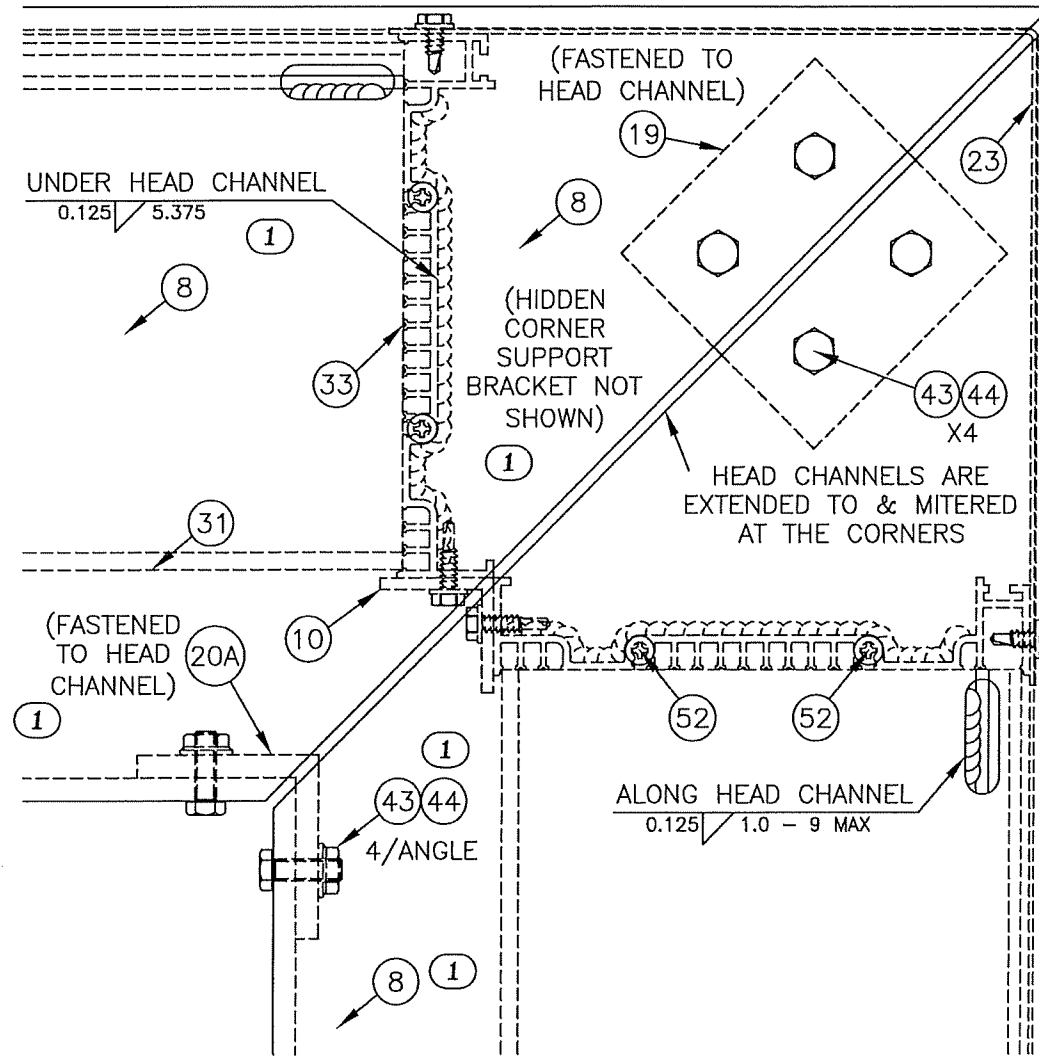 (FASTENED TO
HEAD CHANNEL)
19
23
UNDER HEAD CHANNEL
0.125 5.375
1
8
8
(HIDDEN
CORNER
SUPPORT
BRACKET NOT
SHOWN)
33
43 44
X4
1
HEAD CHANNELS ARE
EXTENDED TO & MITERED
AT THE CORNERS
31
(FASTENED
TO HEAD
CHANNEL)
20A
10
1
52
52
1
43 44
4/ANGLE
ALONG HEAD CHANNEL
0.125 1.0 - 9 MAX
8
1